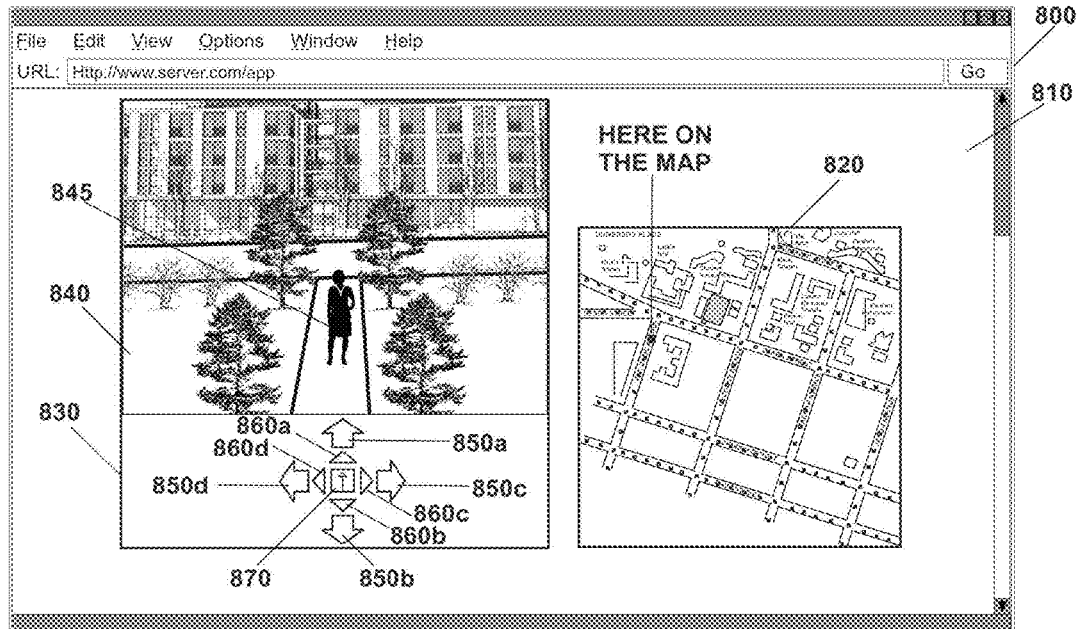 800
File Edit View Options Window Help
URL: Http://www.server.com/app Go
810
HERE ON
THE MAP
820
845
840
830
860a
850a
860d
850d
850c
860c
860b
870
850b